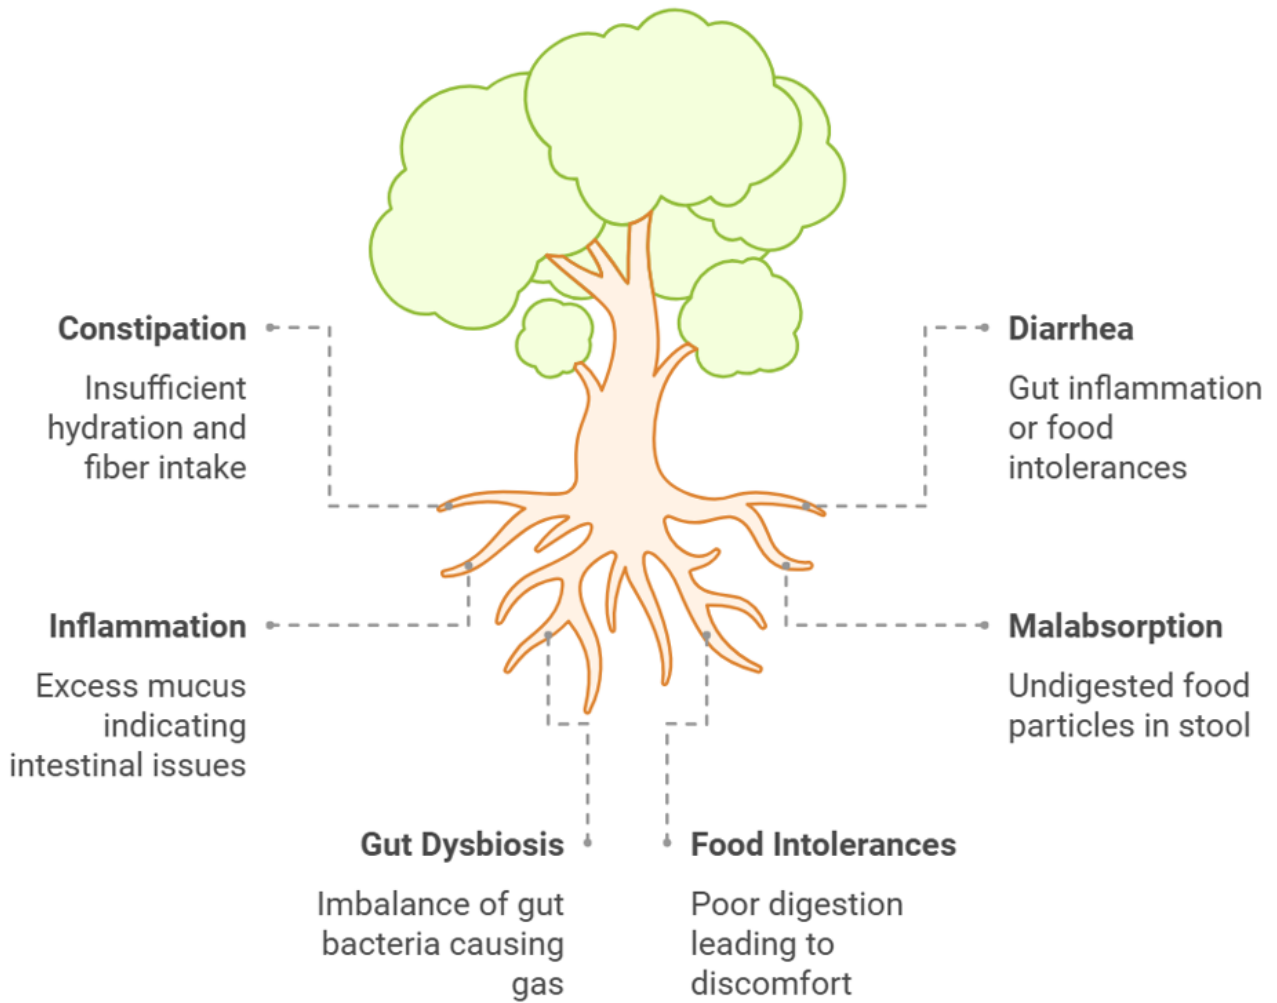 Constipation
Insufficient
hydration and
fiber intake
Diarrhea
Gut inflammation
or food
intolerances
Inflammation
Excess mucus
indicating
intestinal issues
Malabsorption
Undigested food
particles in stool
Gut Dysbiosis
Imbalance of gut
bacteria causing
gas
Food Intolerances
Poor digestion
leading to
discomfort